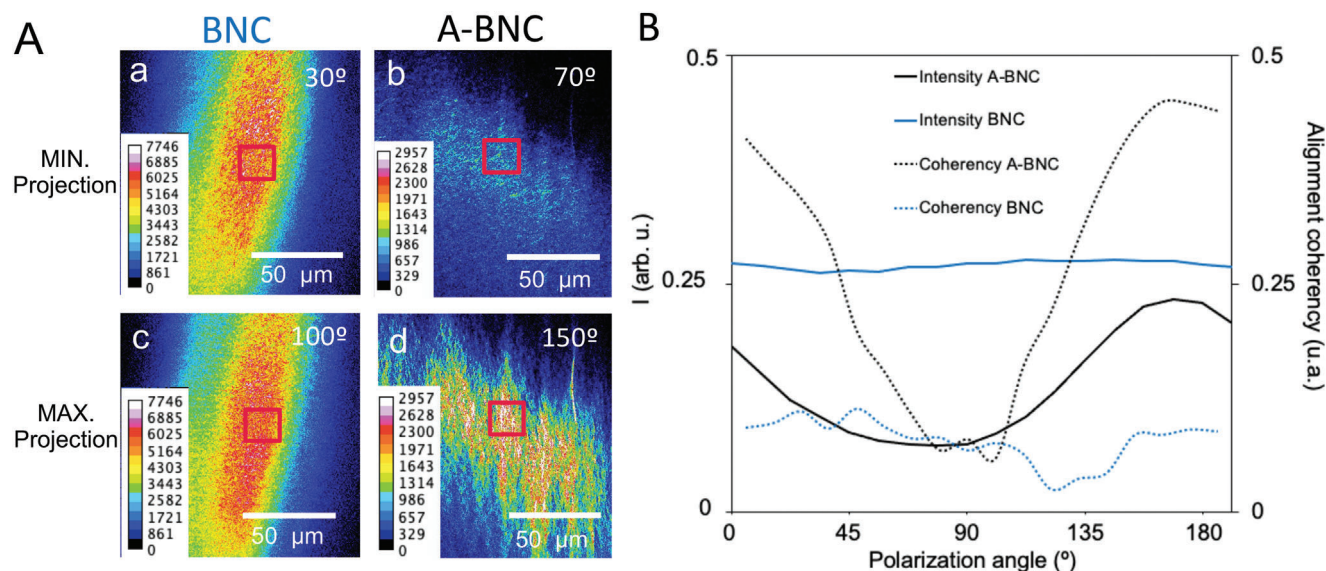 A
BNC
A-BNC
MIN.
Projection
a
30º
7746
6885
6025
5164
4303
3443
2582
1721
861
0
50 µm
b
70º
2957
2628
2300
1971
1643
1314
986
657
329
0
50 µm
MAX.
Projection
c
100º
7746
6885
6025
5164
4303
3443
2582
1721
861
0
50 µm
d
150º
2957
2628
2300
1971
1643
1314
986
657
329
0
50 µm
B
0.5
0.25
0
I (arb. u.)
Intensity A-BNC
Intensity BNC
Coherency A-BNC
Coherency BNC
0.5
0.25
0
Alignment coherency (u.a.)
0
45
90
135
180
Polarization angle (º)